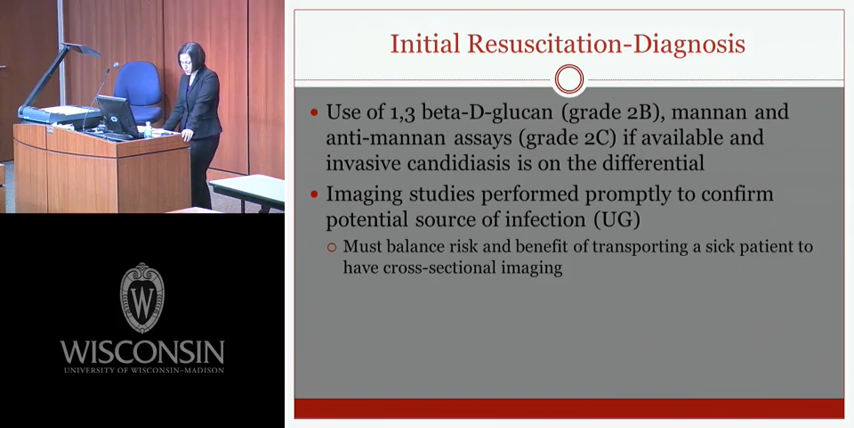 Initial Resuscitation-Diagnosis
• Use of 1,3 beta-D-glucan (grade 2B), mannan and
anti-mannan assays (grade 2C) if available and
invasive candidiasis is on the differential
• Imaging studies performed promptly to confirm
potential source of infection (UG)
○ Must balance risk and benefit of transporting a sick patient to
have cross-sectional imaging
W
WISCONSIN
UNIVERSITY OF WISCONSIN–MADISON